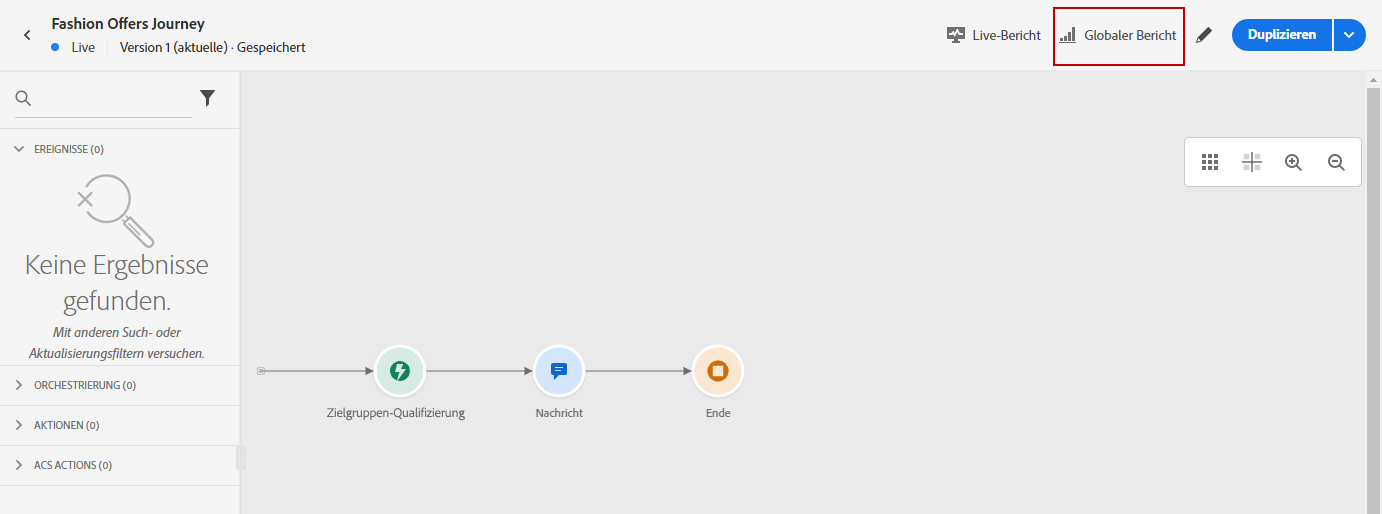 Fashion Offers Journey
Live Version 1 (aktuelle) · Gespeichert
Live-Bericht Globaler Bericht Duplizieren
EREIGNISSE (0)
Keine Ergebnisse
gefunden.
Mit anderen Such- oder
Aktualisierungsfiltern versuchen.
ORCHESTRIERUNG (0)
AKTIONEN (0)
ACS ACTIONS (0)
Zielgruppen-Qualifizierung Nachricht Ende